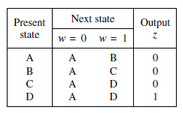 Present state Next state Output z
w = 0 w = 1
A A B 0
B A C 0
C A D 0
D A D 1